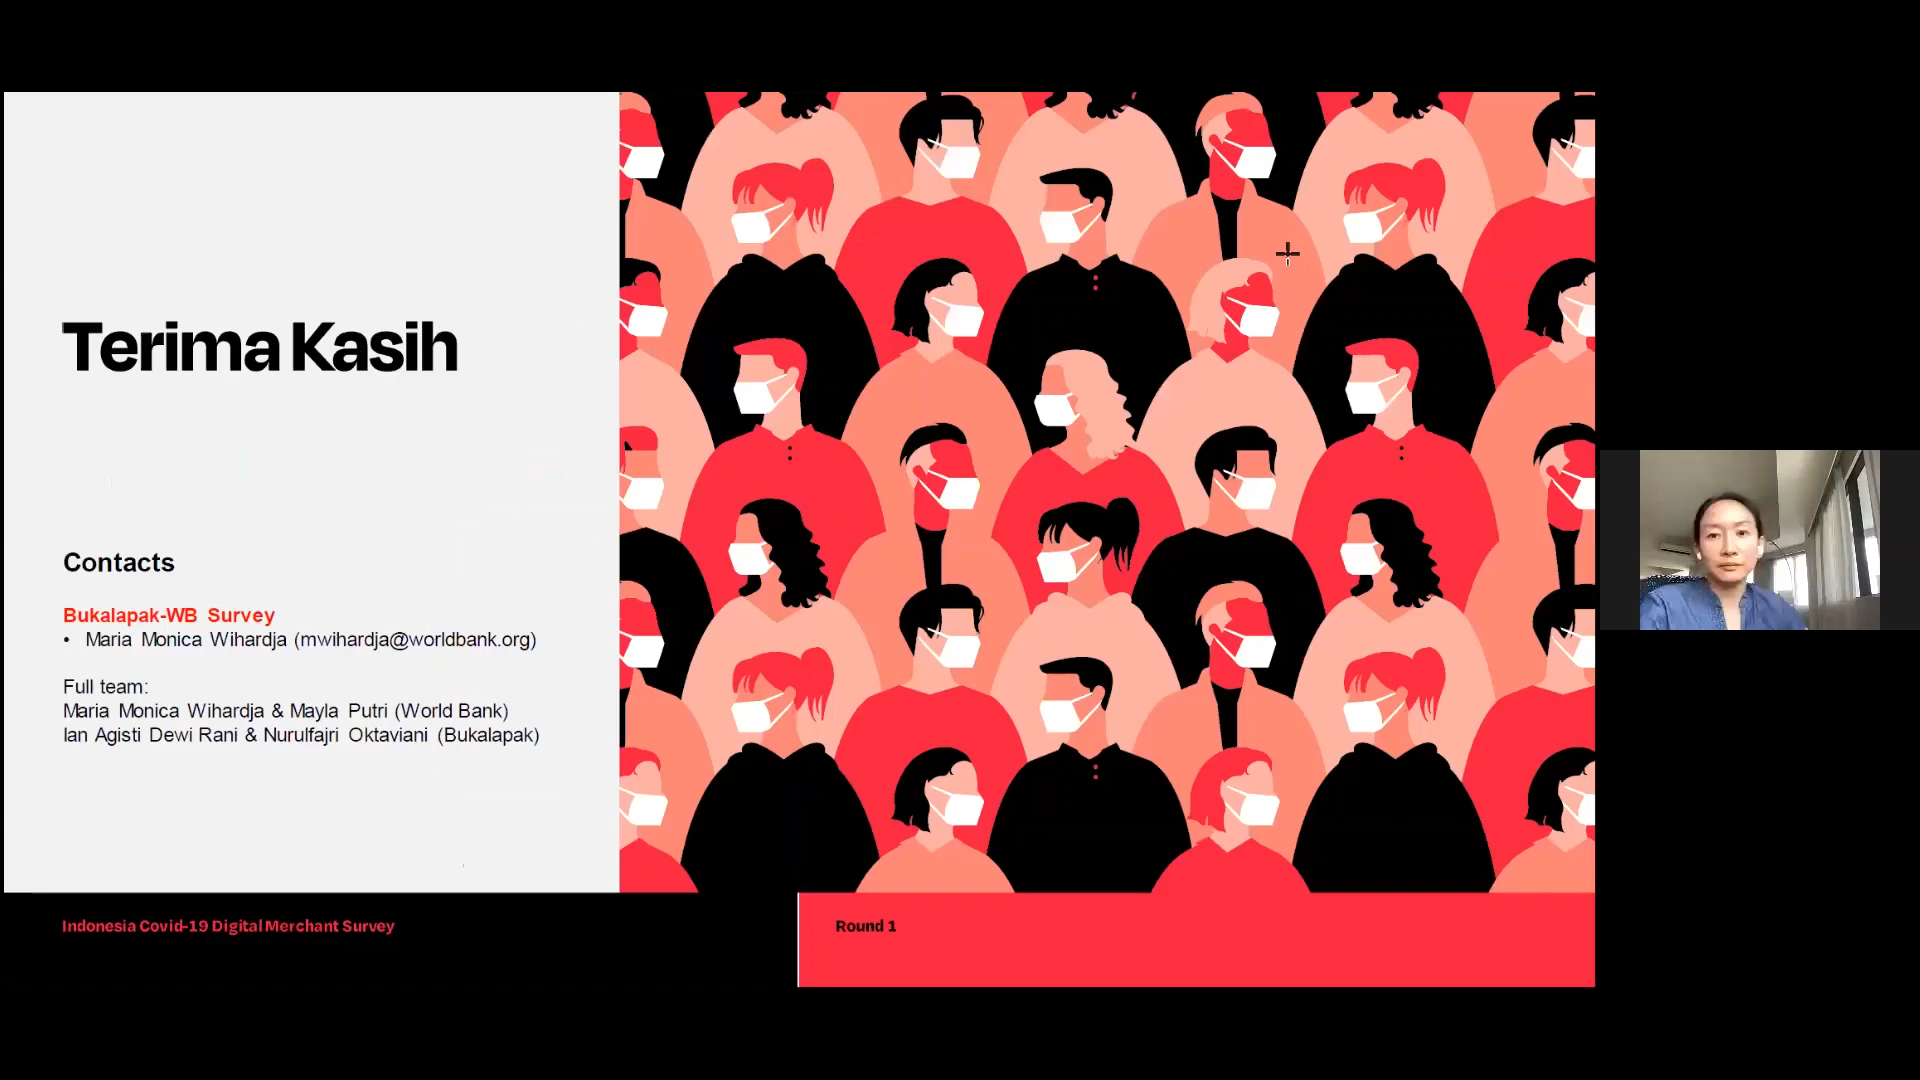 Terima Kasih
Contacts
Bukalapak-WB Survey
• Maria Monica Wihardja (mwihardja@worldbank.org)
Full team:
Maria Monica Wihardja & Mayla Putri (World Bank)
Ian Agisti Dewi Rani & Nurulfajri Oktaviani (Bukalapak)
Indonesia Covid-19 Digital Merchant Survey
Round 1